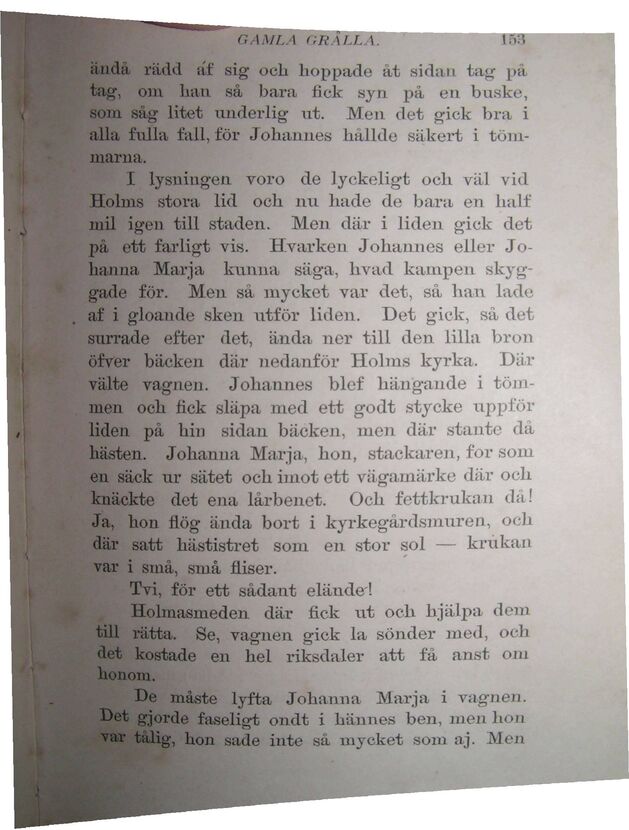 GAMLA GRÅLLA. 153
ändå rädd áf sig och hoppade åt sidan tag på
tag, om han så bara fick syn på en buske,
som såg litet underlig ut. Men det gick bra i
alla fulla fall, för Johannes hållde säkert i töm-
marna.
I lysningen voro de lyckeligt och väl vid
Holms stora lid och nu hade de bara en half
mil igen till staden. Men där i liden gick det
på ett farligt vis. Hvarken Johannes eller Jo-
hanna Marja kunna säga, hvad kampen skyg-
gade för. Men så mycket var det, så han lade
af i gloande sken utför liden. Det gick, så det
surrade efter det, ända ner till den lilla bron
öfver bäcken där nedanför Holms kyrka. Där
välte vagnen. Johannes blef hängande i töm-
men och fick släpa med ett godt stycke uppför
liden på hin sidan bäcken, men där stante då
hästen. Johanna Marja, hon, stackaren, for som
en säck ur sätet och imot ett vägamärke där och
knäckte det ena lårbenet. Och fettkrukan då!
Ja, hon flög ända bort i kyrkegårdsmuren, och
där satt hästistret som en stor sol — krukan
var i små, små fliser.
Tvi, för ett sådant elände!
Holmasmeden där fick ut och hjälpa dem
till rätta. Se, vagnen gick la sönder med, och
det kostade en hel riksdaler att få anst om
honom.
De måste lyfta Johanna Marja i vagnen.
Det gjorde faseligt ondt i hännes ben, men hon
var tålig, hon sade inte så mycket som aj. Men